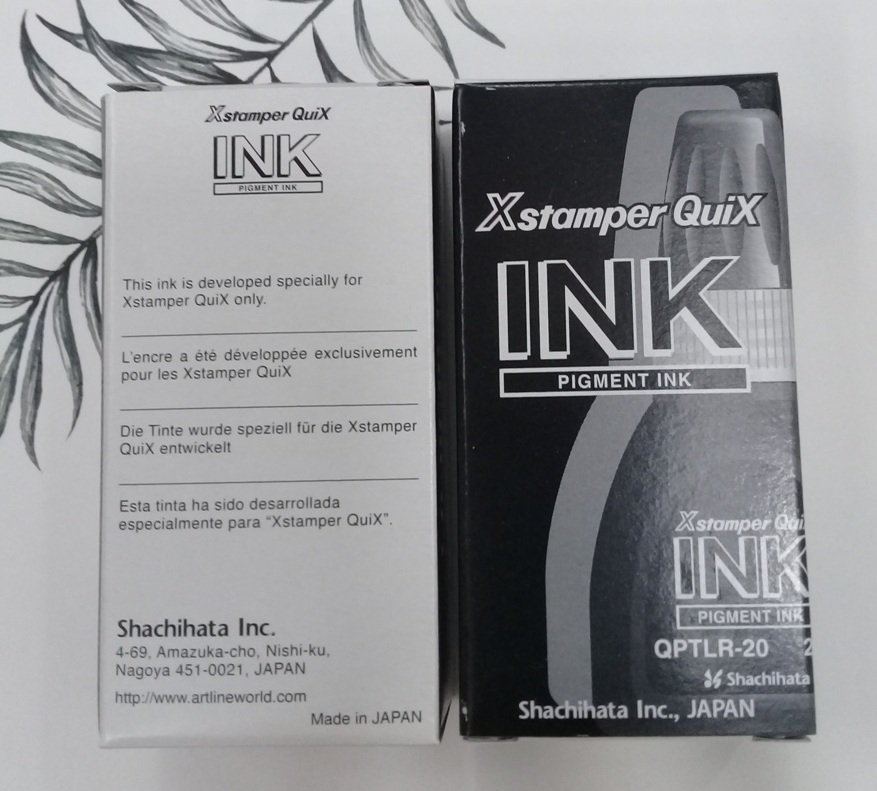 Xstamper QuiX
INK
PIGMENT INK
This ink is developed specially for
Xstamper QuiX only.
L'encre a été développée exclusivement
pour les Xstamper QuiX
Die Tinte wurde speziell für die Xstamper
QuiX entwickelt
Esta tinta ha sido desarrollada
especialmente para “Xstamper QuiX”.
Shachihata Inc.
4-69, Amazuka-cho, Nishi-ku,
Nagoya 451-0021, JAPAN
http://www.artlineworld.com
Made in JAPAN
Xstamper QuiX
INK
PIGMENT INK
Xstamper Qui
INK
PIGMENT INK
QPTLR-20 2
Shachihata
Shachihata Inc., JAPAN